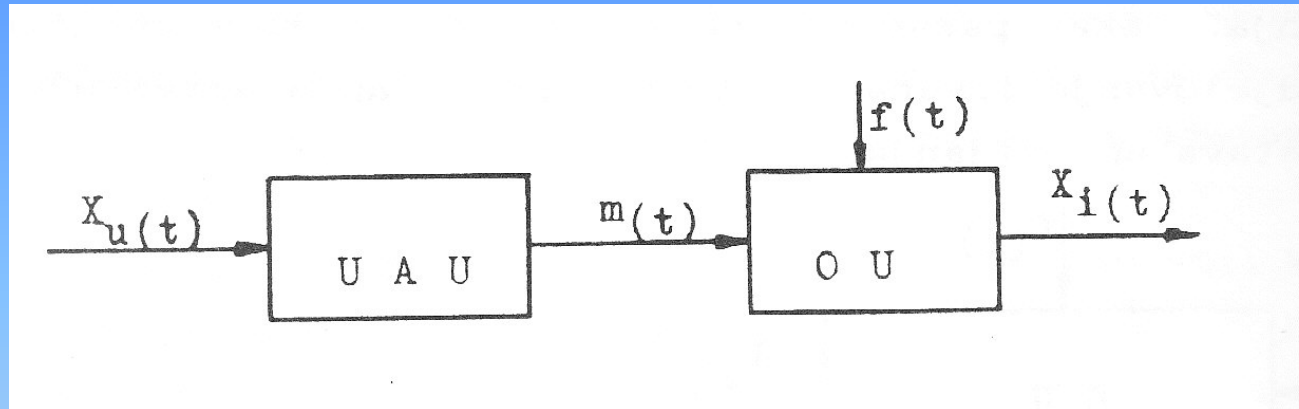 f(t)
X_u(t)
m(t)
X_i(t)
U A U
O U